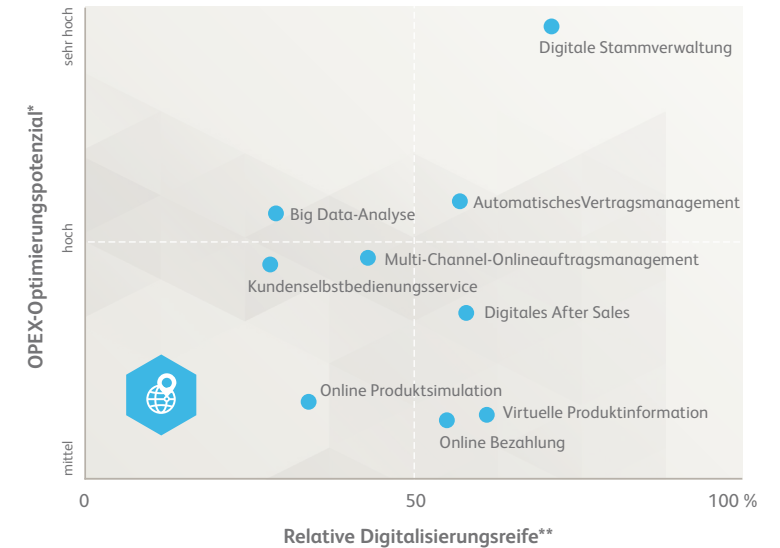 sehr hoch
Digitale Stammverwaltung
OPEX-Optimierungspotenzial*
AutomatischesVertragsmanagement
Big Data-Analyse
hoch
Multi-Channel-Onlineauftragsmanagement
Kundenselbstbedienungsservice
Digitales After Sales
Online Produktsimulation
Virtuelle Produktinformation
Online Bezahlung
mittel
0
50
100 %
Relative Digitalisierungsreife**